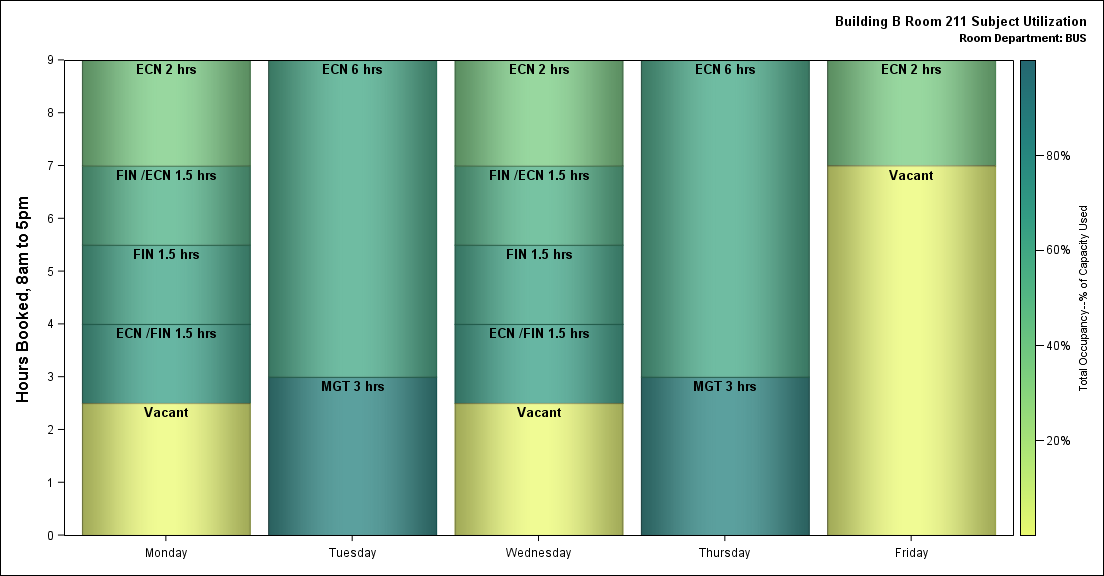 Building B Room 211 Subject Utilization
Room Department: BUS
Hours Booked, 8am to 5pm
9
8
7
6
5
4
3
2
1
0
ECN 2 hrs
FIN /ECN 1.5 hrs
FIN 1.5 hrs
ECN /FIN 1.5 hrs
Vacant
ECN 6 hrs
MGT 3 hrs
ECN 2 hrs
FIN /ECN 1.5 hrs
FIN 1.5 hrs
ECN /FIN 1.5 hrs
Vacant
ECN 6 hrs
MGT 3 hrs
ECN 2 hrs
Vacant
Monday
Tuesday
Wednesday
Thursday
Friday
80%
60%
40%
20%
Total Occupancy--% of Capacity Used